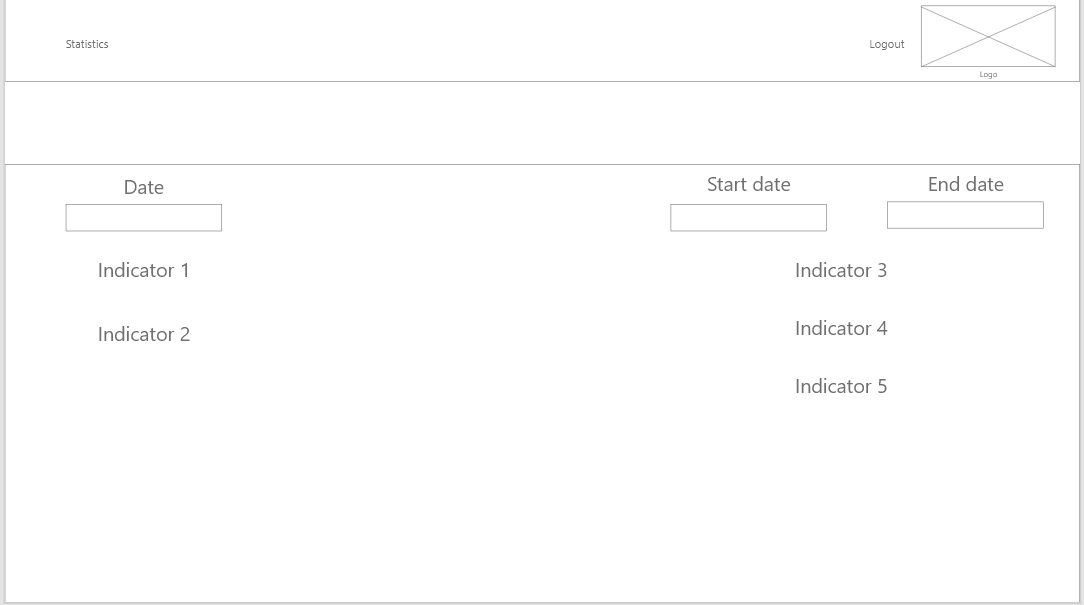 Statistics
Logout
Logo
Date
Start date
End date
Indicator 1
Indicator 3
Indicator 2
Indicator 4
Indicator 5